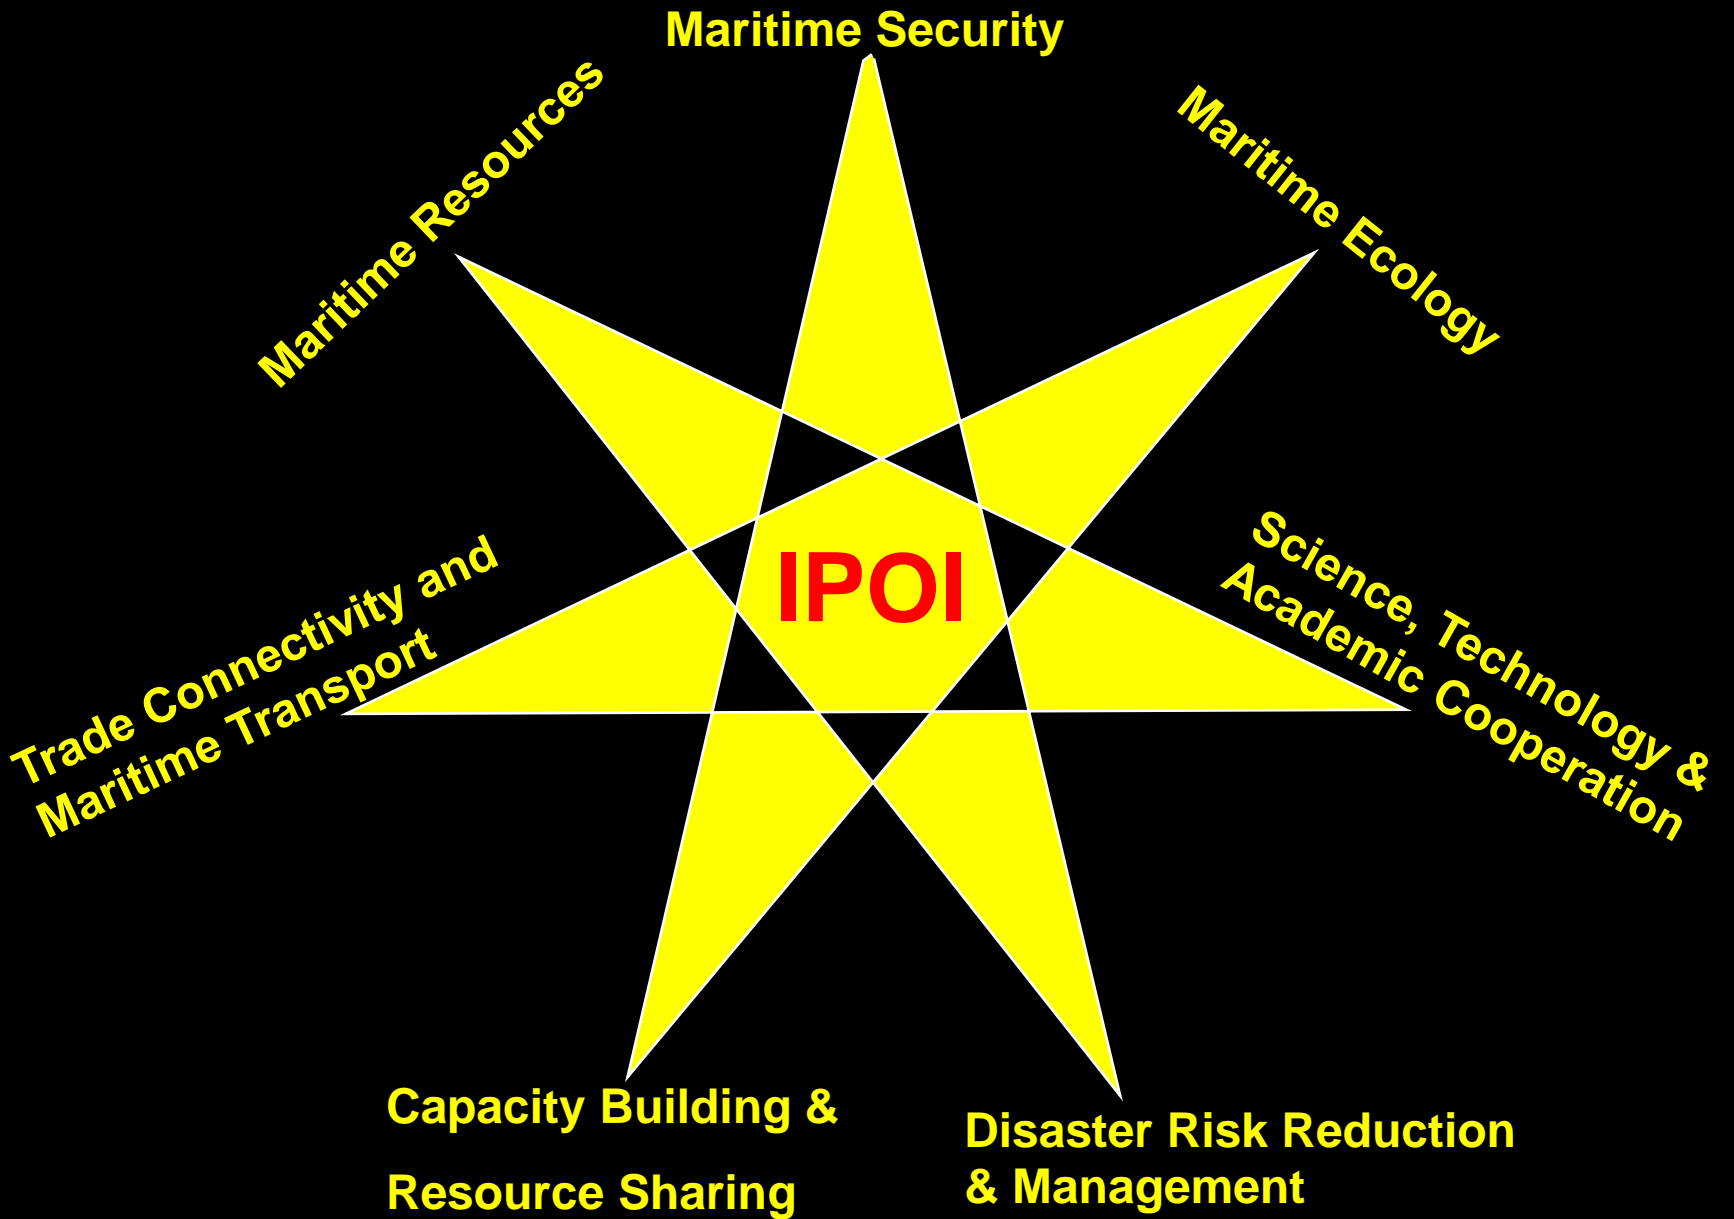 Maritime Security
Maritime Resources
Maritime Ecology
IPOI
Trade Connectivity and
Maritime Transport
Science, Technology &
Academic Cooperation
Capacity Building &
Resource Sharing
Disaster Risk Reduction
& Management